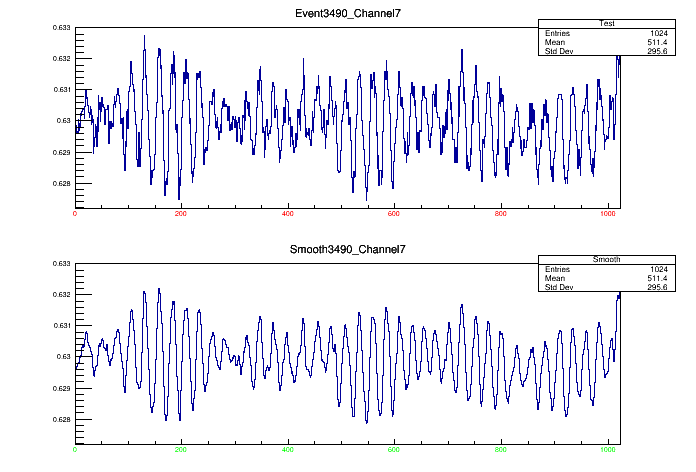 Event3490_Channel7
Test
Entries 1024
Mean 511.4
Std Dev 295.6
0.633
0.632
0.631
0.63
0.629
0.628
0 200 400 600 800 1000
Smooth3490_Channel7
Smooth
Entries 1024
Mean 511.4
Std Dev 295.6
0.633
0.632
0.631
0.63
0.629
0.628
0 200 400 600 800 1000